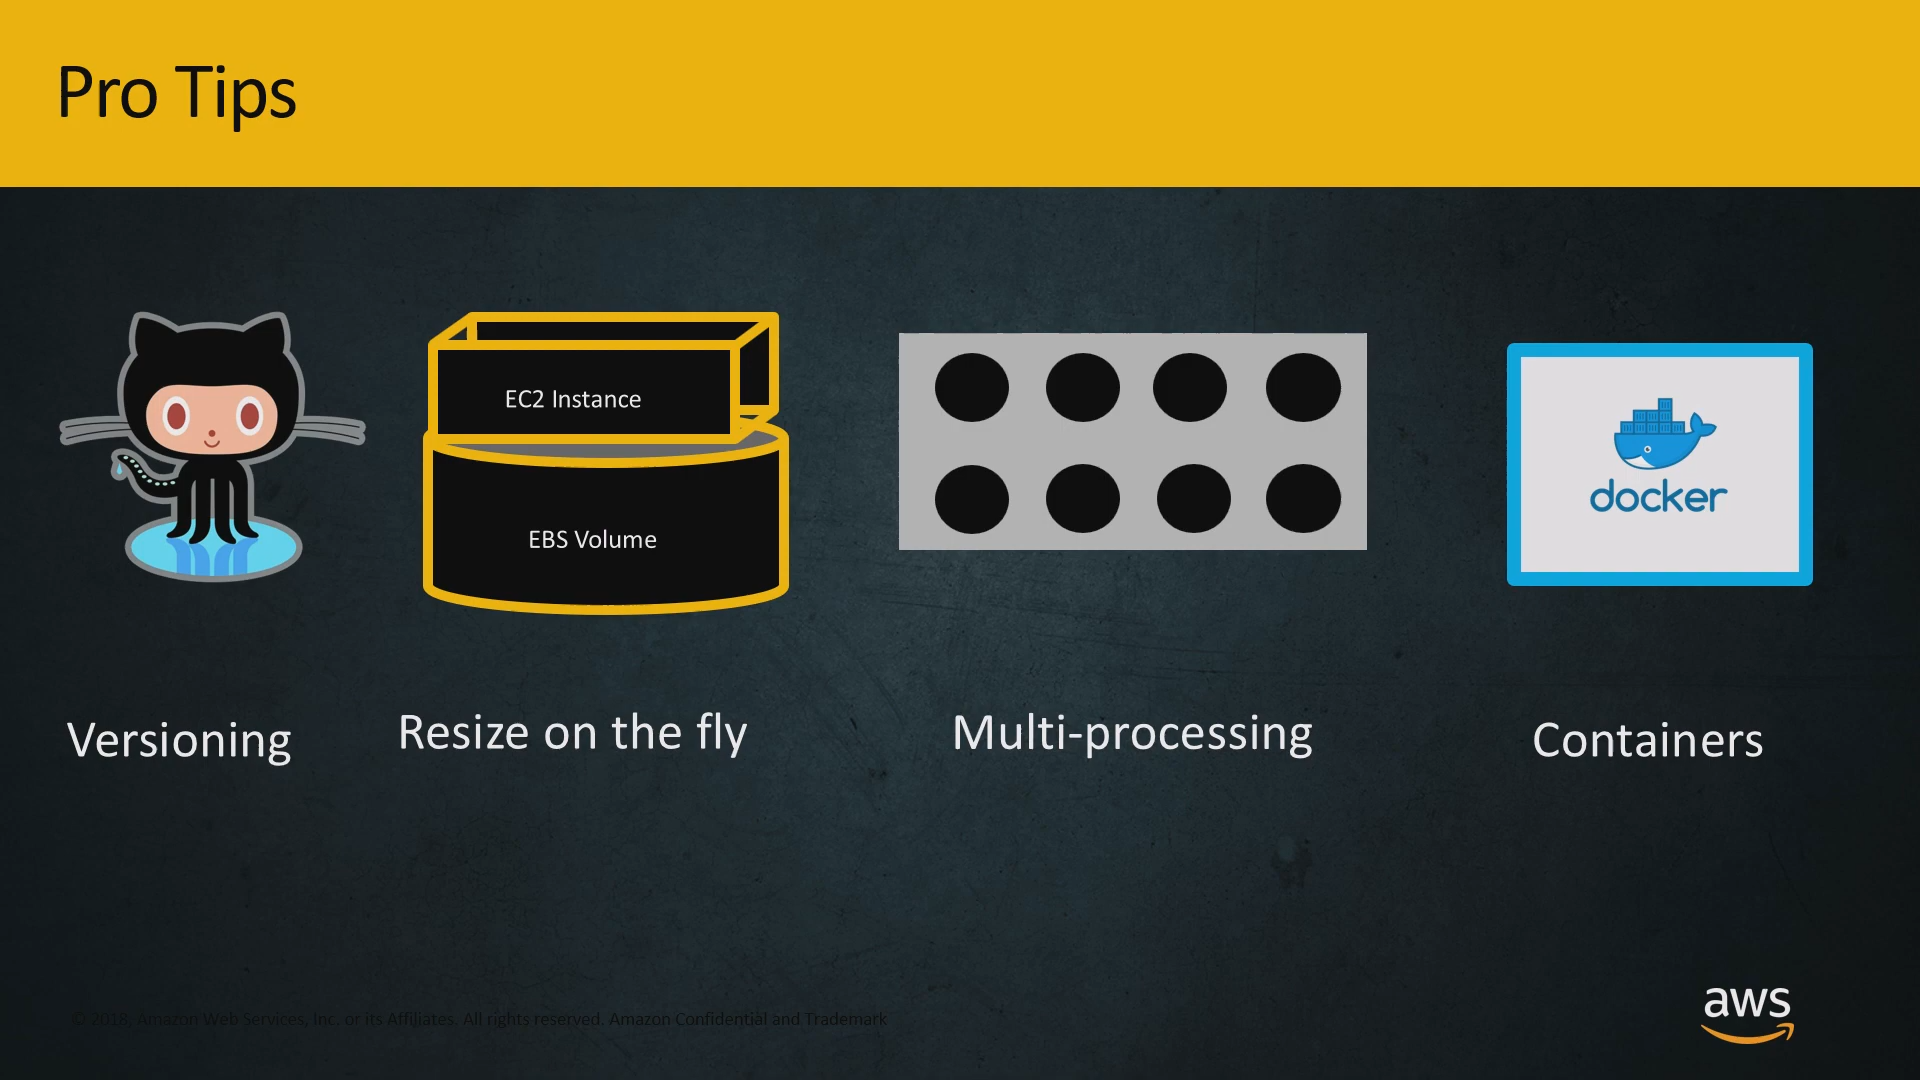 Pro Tips
EC2 Instance
EBS Volume
docker
Versioning
Resize on the fly
Multi-processing
Containers
© 2018, Amazon Web Services, Inc. or its Affiliates. All rights reserved. Amazon Confidential and Trademark
aws